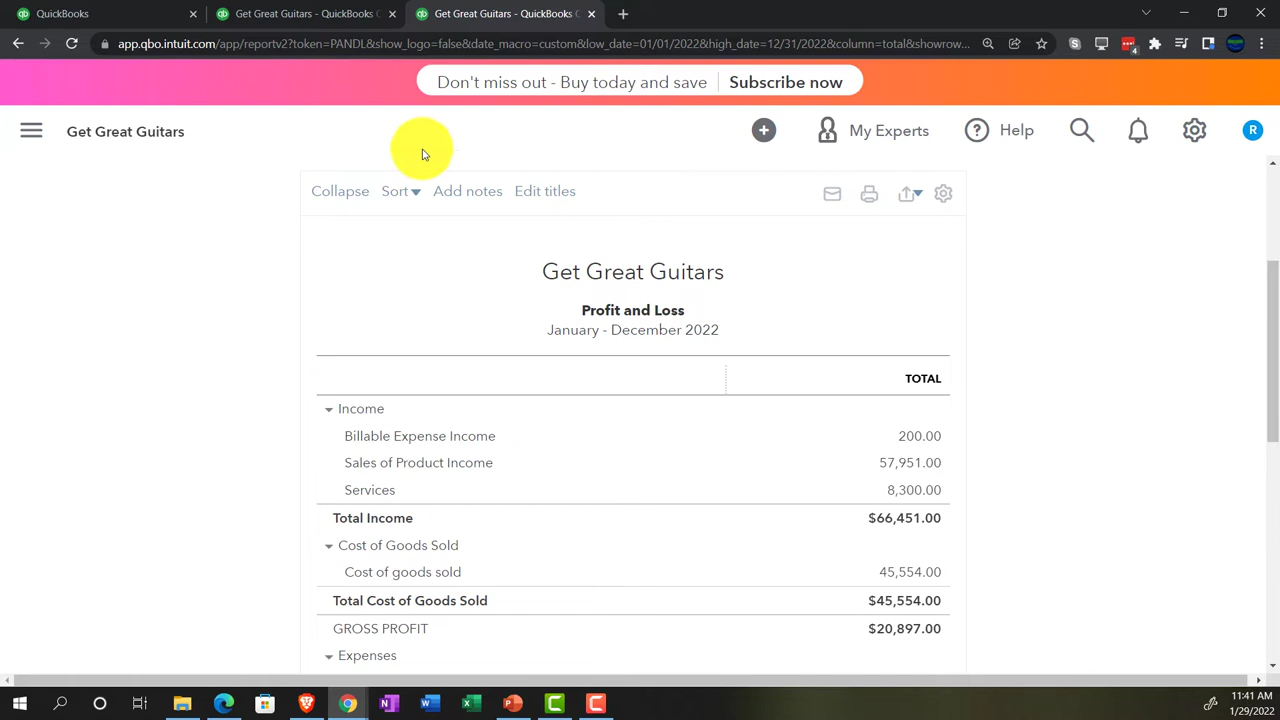 QuickBooks
Get Great Guitars - QuickBooks C
Get Great Guitars - QuickBooks C
app.qbo.intuit.com/app/reportv2?token=PANDL&show_logo=false&date_macro=custom&low_date=01/01/2022&high_date=12/31/2022&column=total&showrow...
4
Don't miss out - Buy today and save
Subscribe now
Get Great Guitars
My Experts
Help
R
Collapse
Sort
Add notes
Edit titles
Get Great Guitars
Profit and Loss
January - December 2022
TOTAL
Income
Billable Expense Income 200.00
Sales of Product Income 57,951.00
Services 8,300.00
Total Income $66,451.00
Cost of Goods Sold
Cost of goods sold 45,554.00
Total Cost of Goods Sold $45,554.00
GROSS PROFIT $20,897.00
Expenses
11:41 AM
1/29/2022